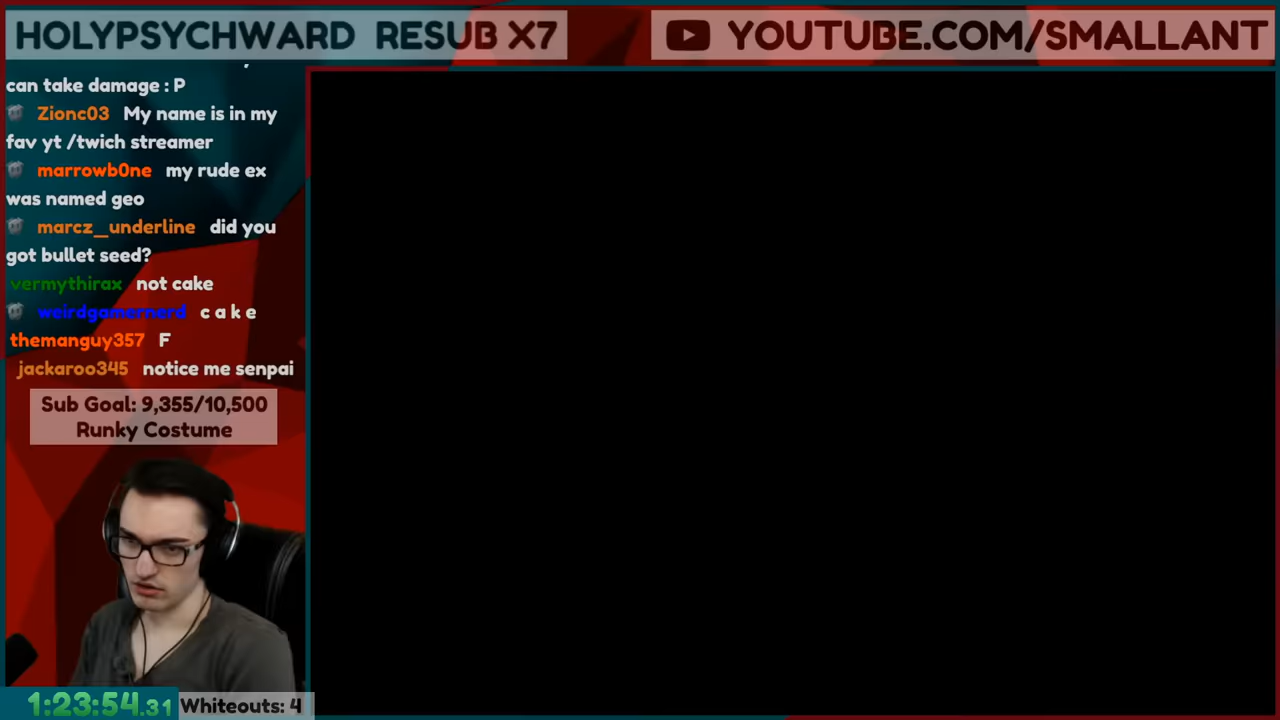 HOLYPSYCHWARD RESUB X7
YOUTUBE.COM/SMALLANT
can take damage : P
Zionc03 My name is in my
fav yt /twich streamer
marrowb0ne my rude ex
was named geo
marcz_underline did you
got bullet seed?
vermythirax not cake
weirdgamernerd c a k e
themanguy357 F
jackaroo345 notice me senpai
Sub Goal: 9,355/10,500
Runky Costume
1:23:54.31 Whiteouts: 4